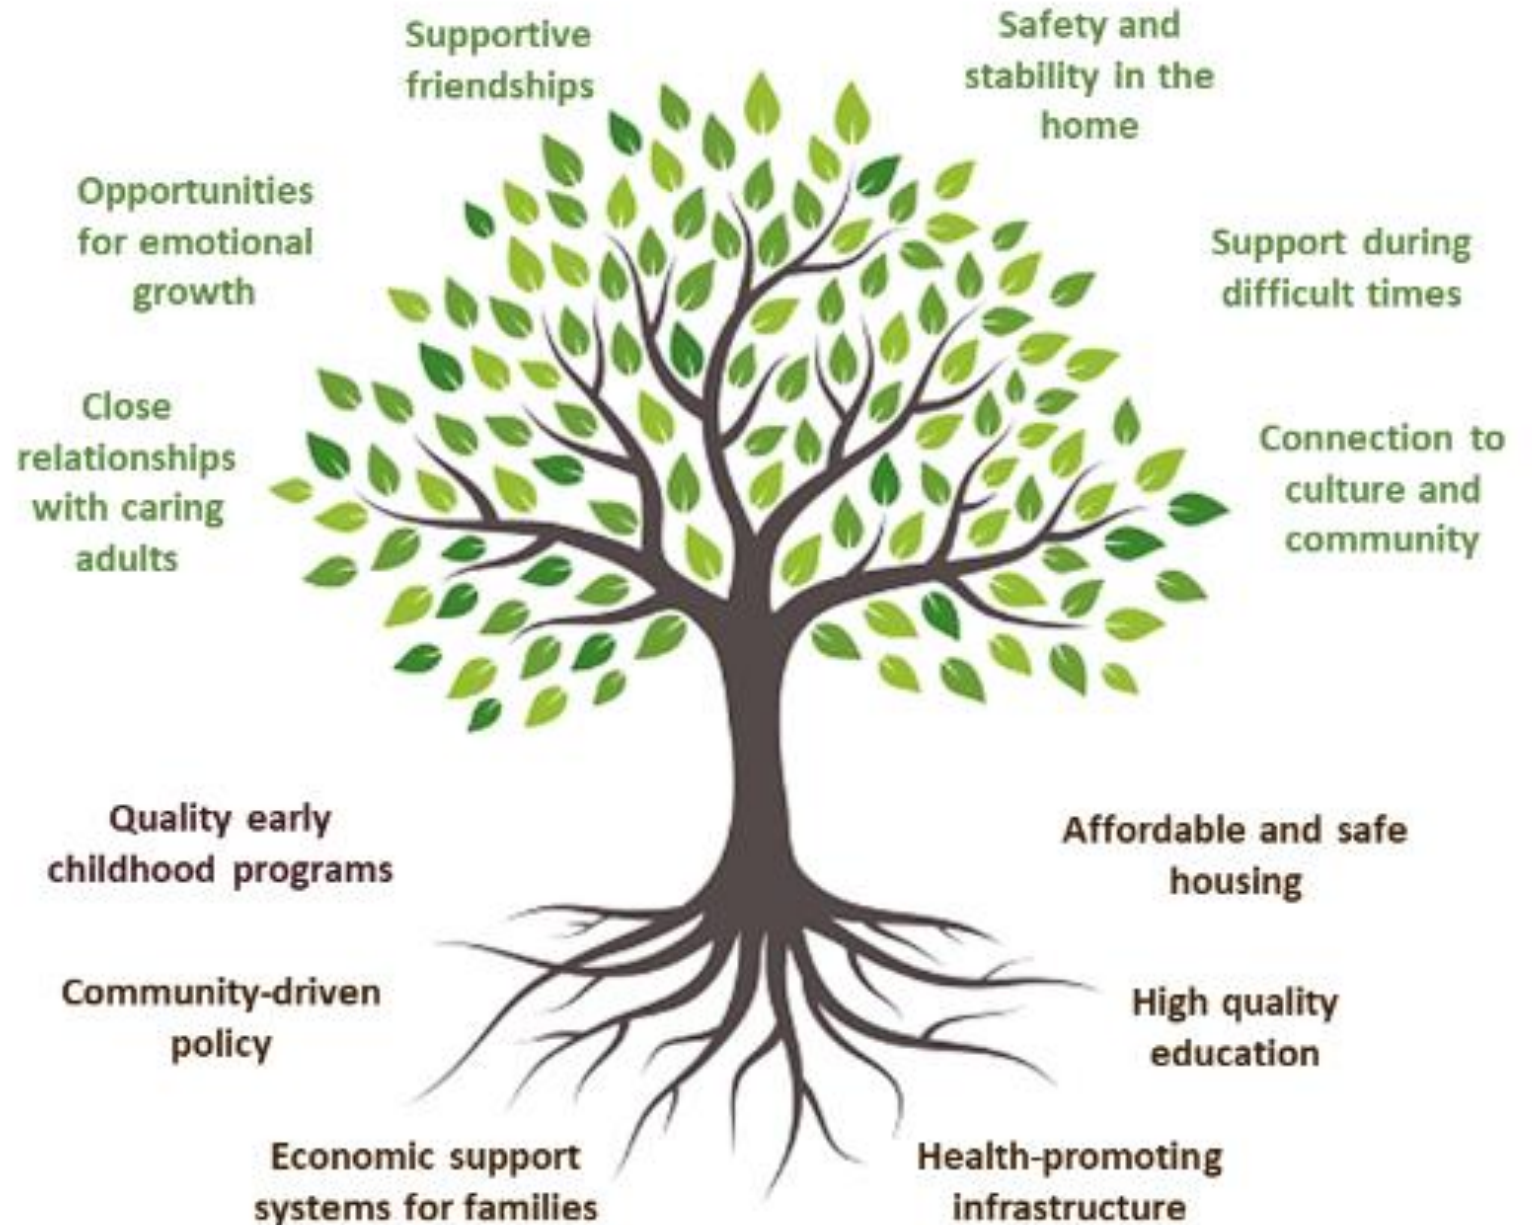 Supportive
friendships
Safety and
stability in the
home
Opportunities
for emotional
growth
Support during
difficult times
Close
relationships
with caring
adults
Connection to
culture and
community
Quality early
childhood programs
Affordable and safe
housing
Community-driven
policy
High quality
education
Economic support
systems for families
Health-promoting
infrastructure